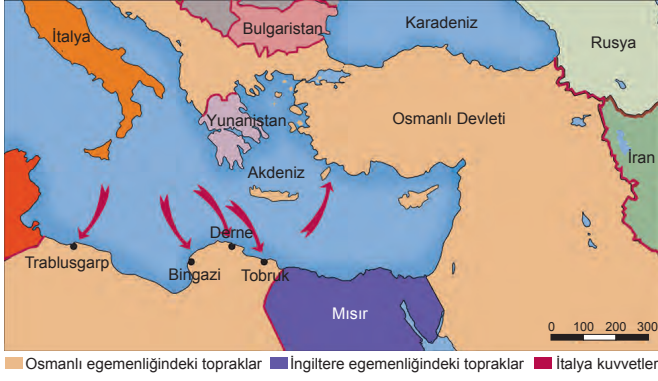 İtalya
Bulgaristan
Karadeniz
Rusya
Yunanistan
Osmanlı Devleti
İran
Akdeniz
Derne
Trablusgarp
Bingazi
Tobruk
Mısır
0 100 200 300
Osmanlı egemenliğindeki topraklar İngiltere egemenliğindeki topraklar İtalya kuvvetler